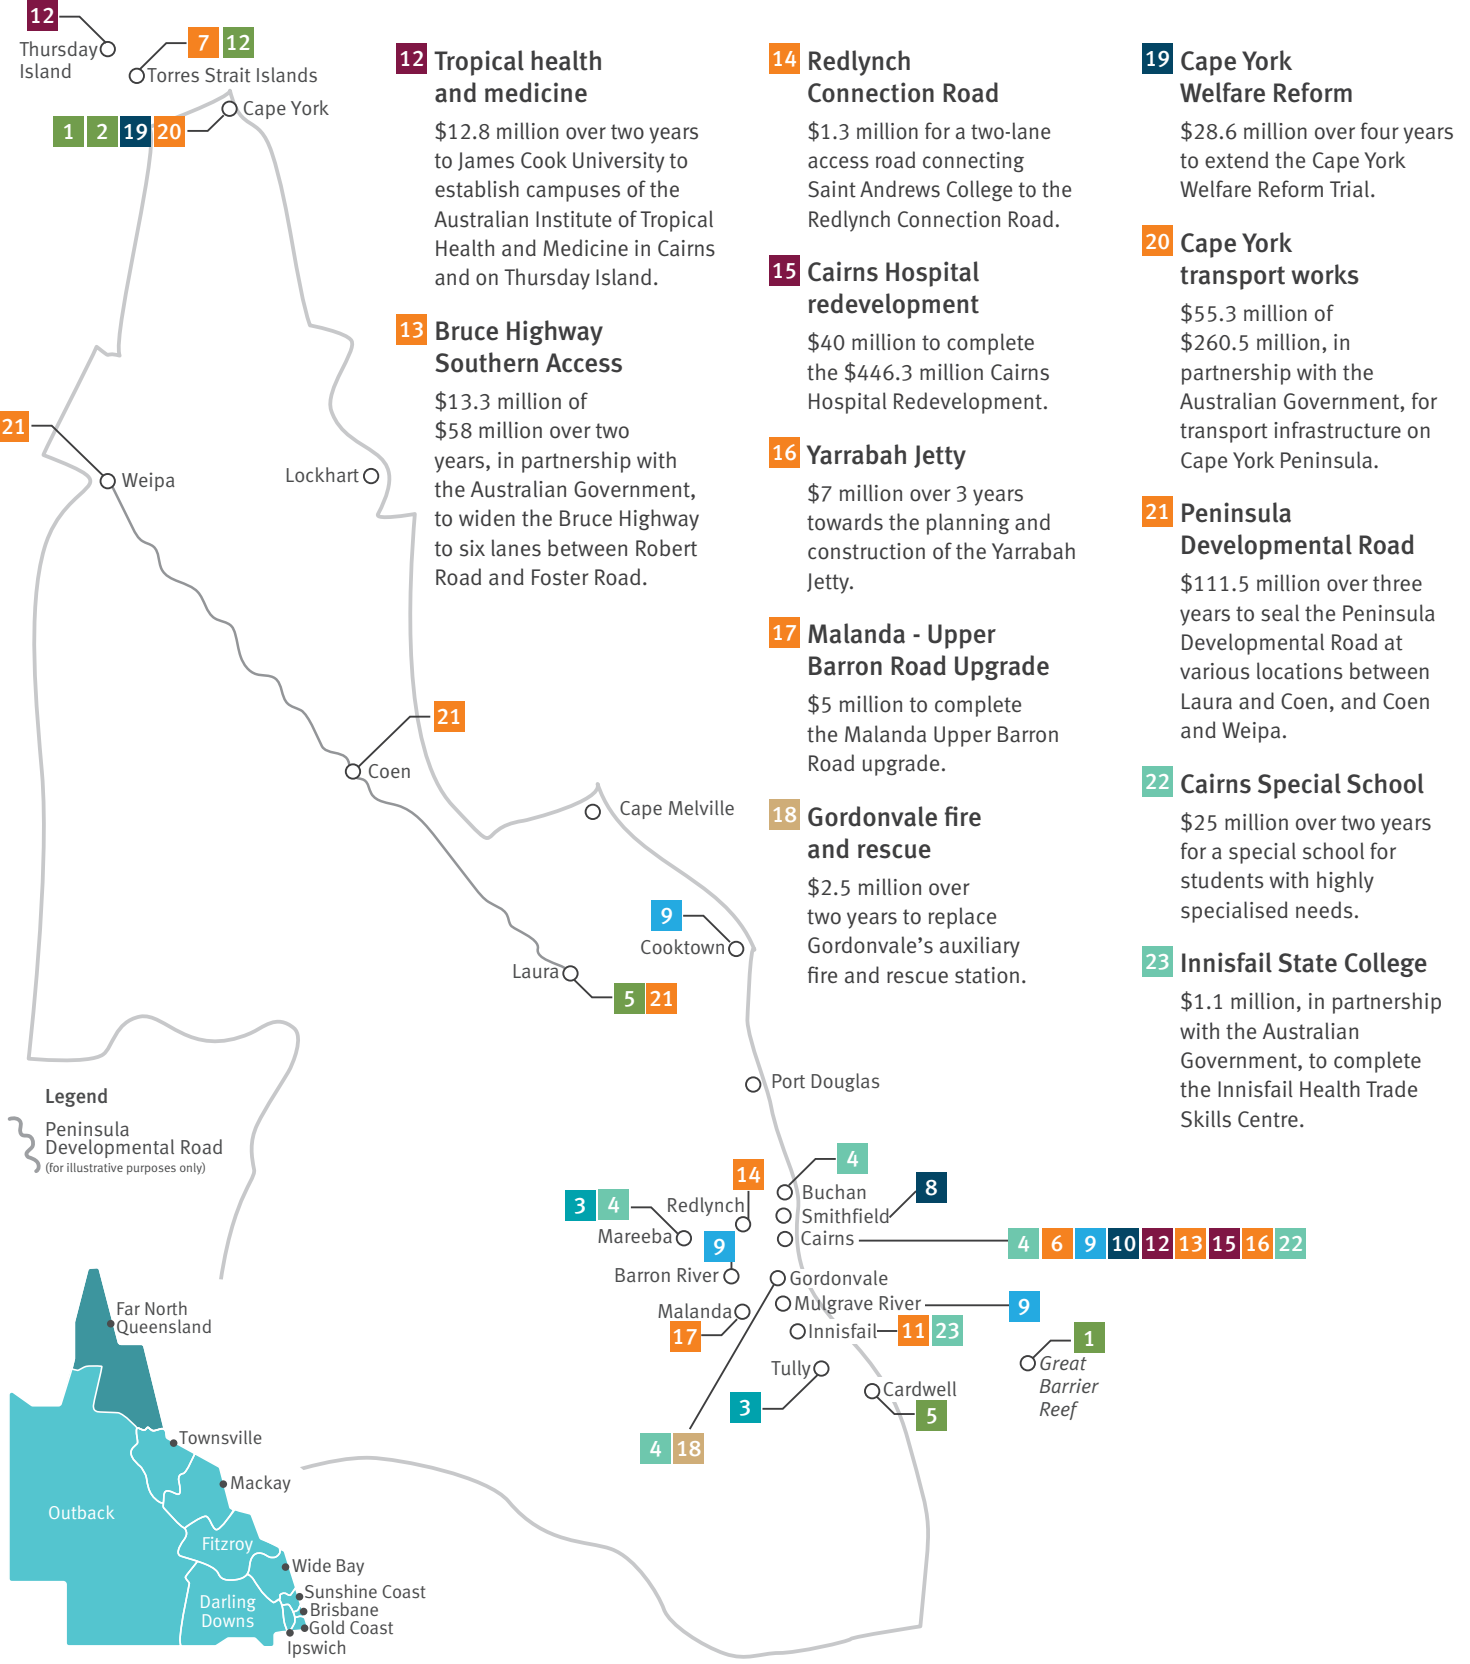 12
Thursday
Island
7 12
Torres Strait Islands
Cape York
1 2 19 20
12 Tropical health
and medicine
$12.8 million over two years
to James Cook University to
establish campuses of the
Australian Institute of Tropical
Health and Medicine in Cairns
and on Thursday Island.
13 Bruce Highway
Southern Access
$13.3 million of
$58 million over two
years, in partnership with
the Australian Government,
to widen the Bruce Highway
to six lanes between Robert
Road and Foster Road.
14 Redlynch
Connection Road
$1.3 million for a two-lane
access road connecting
Saint Andrews College to the
Redlynch Connection Road.
15 Cairns Hospital
redevelopment
$40 million to complete
the $446.3 million Cairns
Hospital Redevelopment.
16 Yarrabah Jetty
$7 million over 3 years
towards the planning and
construction of the Yarrabah
Jetty.
17 Malanda - Upper
Barron Road Upgrade
$5 million to complete
the Malanda Upper Barron
Road upgrade.
18 Gordonvale fire
and rescue
$2.5 million over
two years to replace
Gordonvale’s auxiliary
fire and rescue station.
19 Cape York
Welfare Reform
$28.6 million over four years
to extend the Cape York
Welfare Reform Trial.
20 Cape York
transport works
$55.3 million of
$260.5 million, in
partnership with the
Australian Government, for
transport infrastructure on
Cape York Peninsula.
21 Peninsula
Developmental Road
$111.5 million over three
years to seal the Peninsula
Developmental Road at
various locations between
Laura and Coen, and Coen
and Weipa.
22 Cairns Special School
$25 million over two years
for a special school for
students with highly
specialised needs.
23 Innisfail State College
$1.1 million, in partnership
with the Australian
Government, to complete
the Innisfail Health Trade
Skills Centre.
21
Weipa
Lockhart
21
Coen
Cape Melville
9
Cooktown
Laura
5 21
Port Douglas
Legend
Peninsula
Developmental Road
(for illustrative purposes only)
4
14
Buchan
8
3 4
Redlynch
Smithfield
Mareeba
Cairns
4 6 9 10 12 13 15 16 22
9
Barron River
Gordonvale
Mulgrave River
9
Malanda
17
Innisfail
11 23
1
Great
Barrier
Reef
Tully
3
Cardwell
5
4 18
Far North
Queensland
Townsville
Mackay
Outback
Fitzroy
Wide Bay
Sunshine Coast
Darling
Downs
Brisbane
Gold Coast
Ipswich